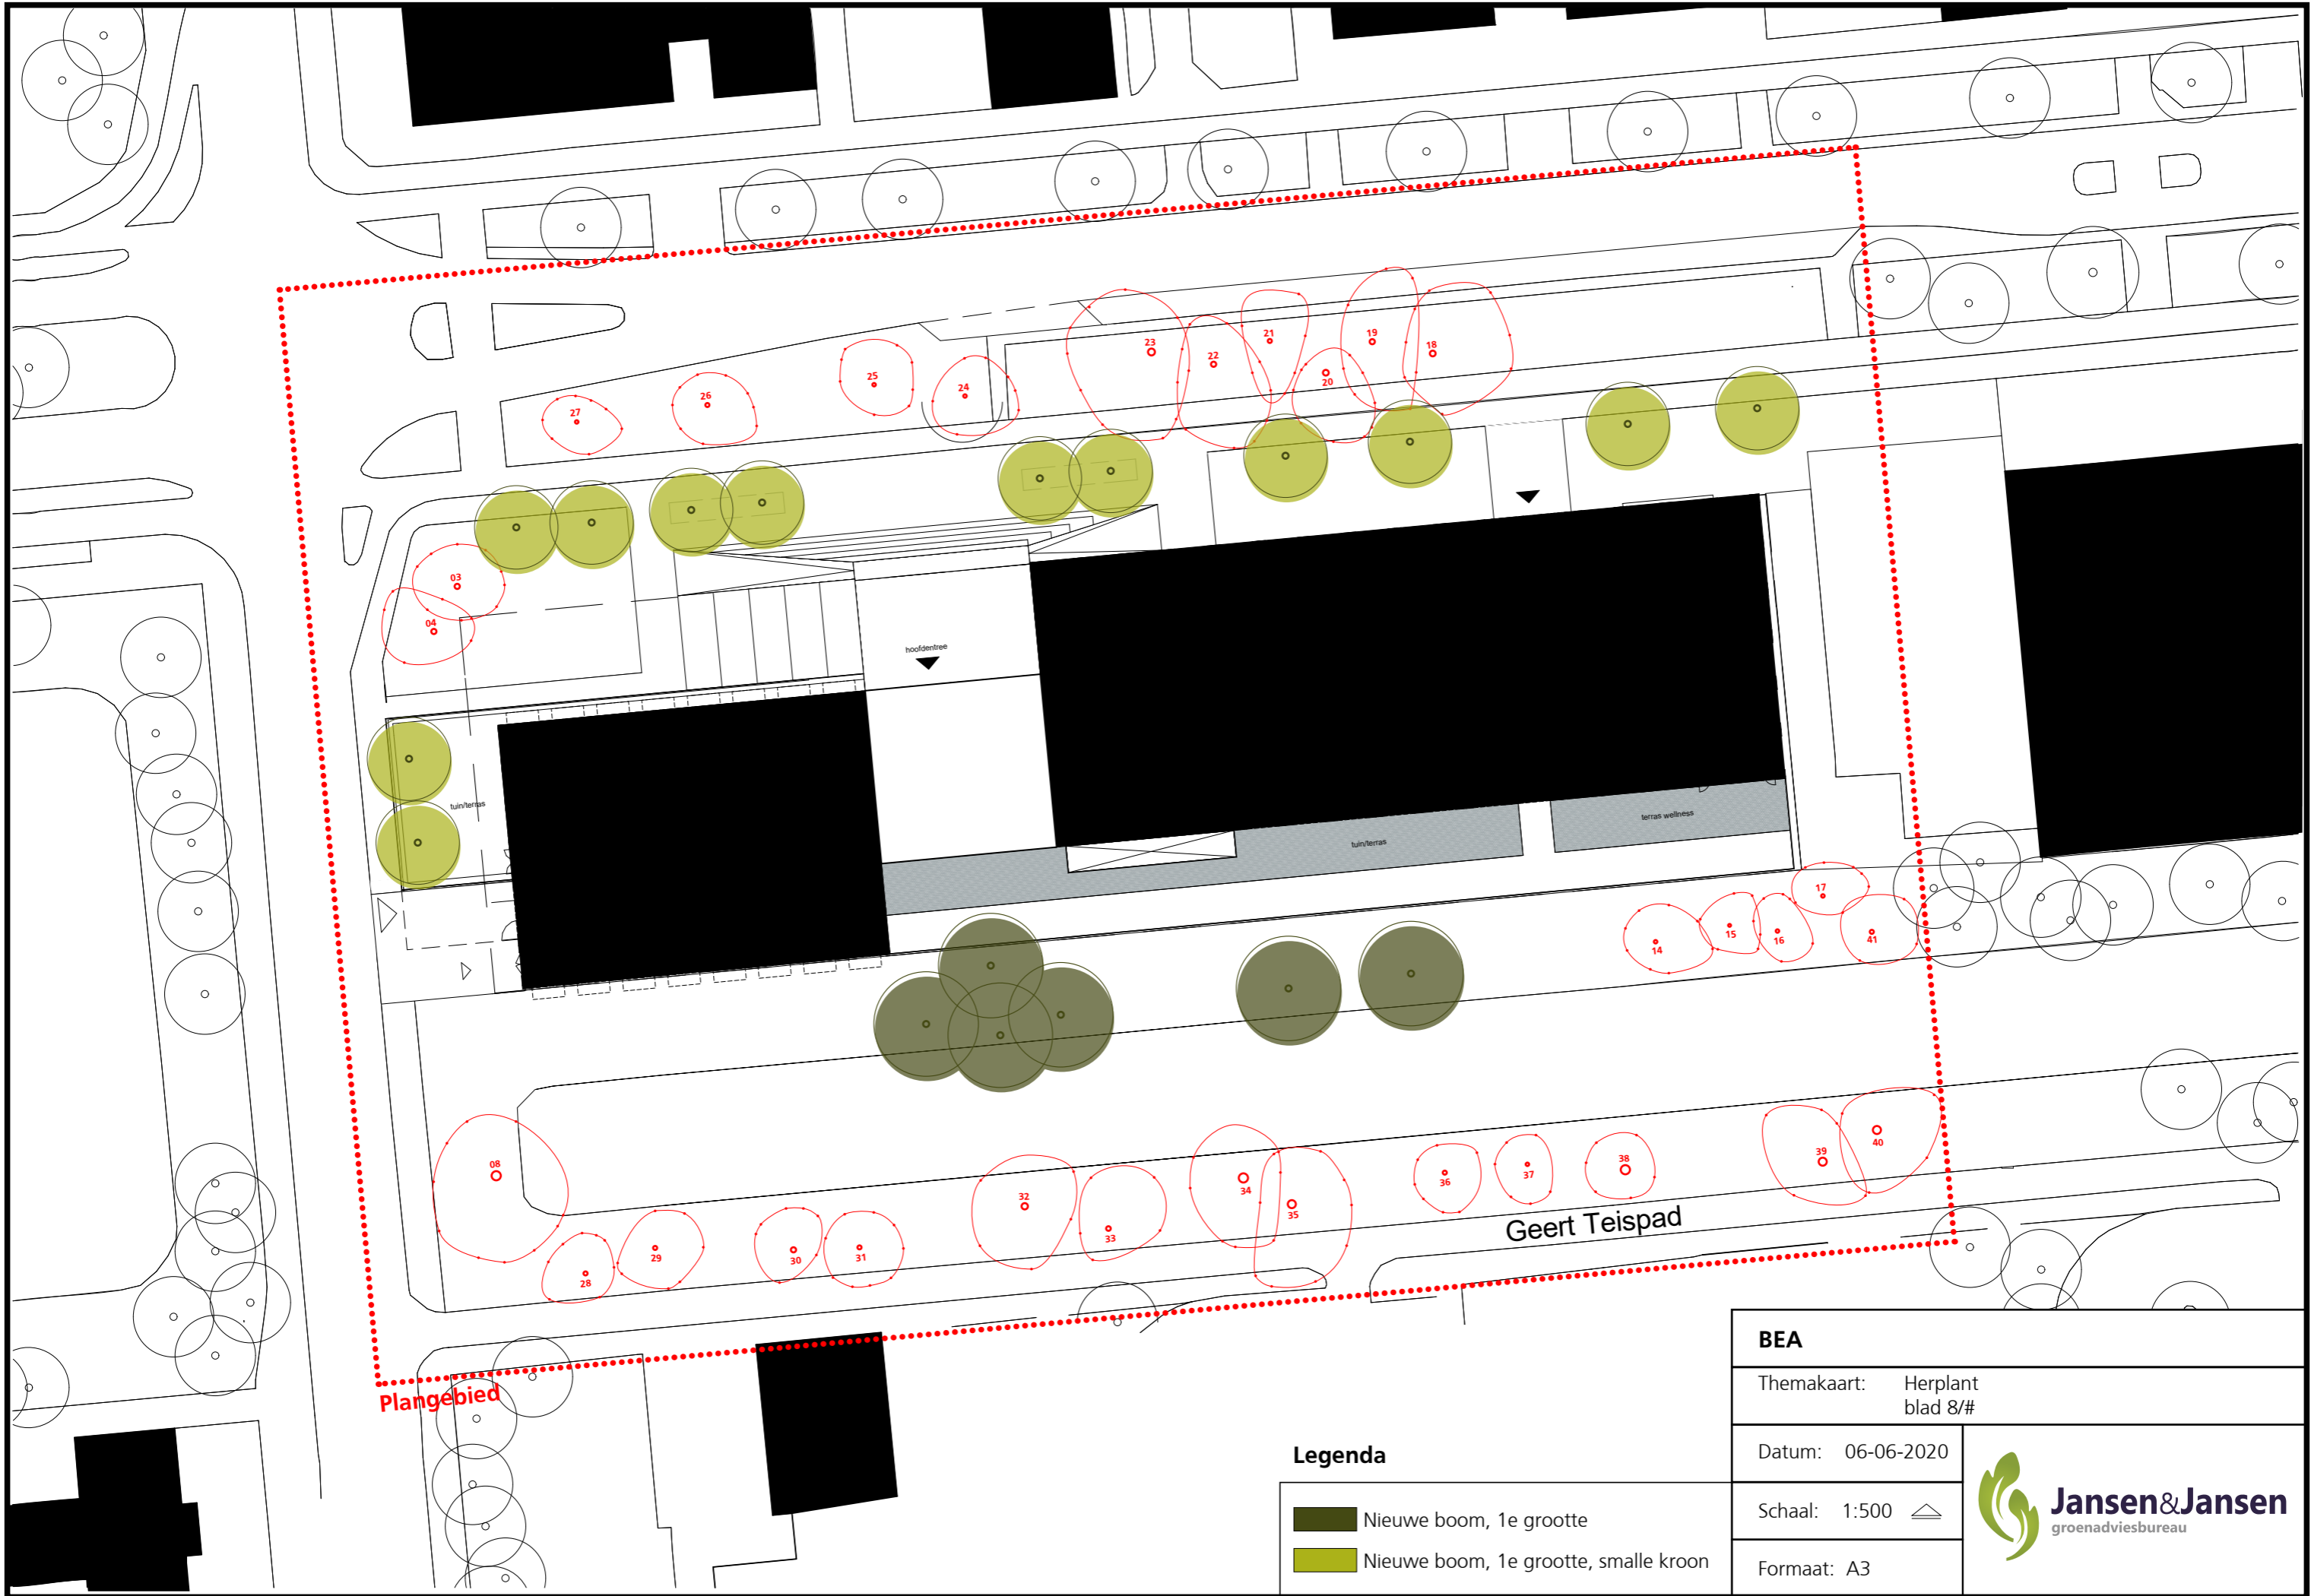 23
22
21
19
18
20
25
24
26
27
03
04
hoofdentree
tuin/terras
tuin/terras
terras wellness
17
14
15
16
41
08
28
29
30
31
32
33
34
35
36
37
38
39
40
Geert Teispad
Plangebied
Legenda
Nieuwe boom, 1e grootte
Nieuwe boom, 1e grootte, smalle kroon
BEA
Themakaart: Herplant
blad 8/#
Datum: 06-06-2020
Schaal: 1:500
Formaat: A3
Jansen&Jansen
groenadviesbureau